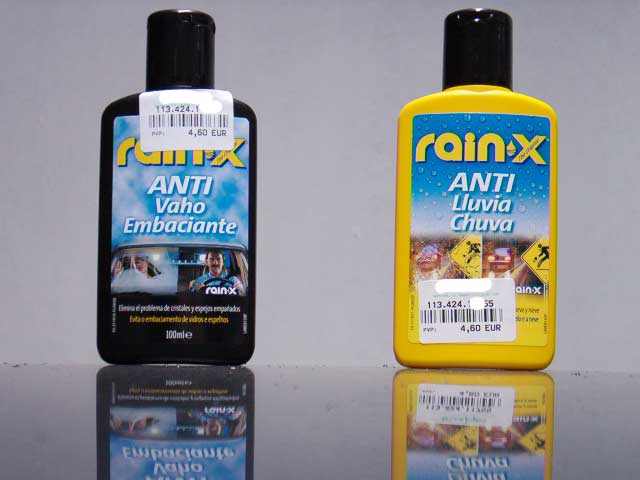 113.424.1
PVP: 4,60 EUR
rain-x
ANTI
Vaho
Embaciante
rain-x
Elimina el problema de cristales y espejos empañados
Evita o embaciamento de vidros e espelhos
100ml e
rain-x
ANTI
Lluvia
Chuva
rain-x
113.424.1 55
PVP: 4,60 EUR